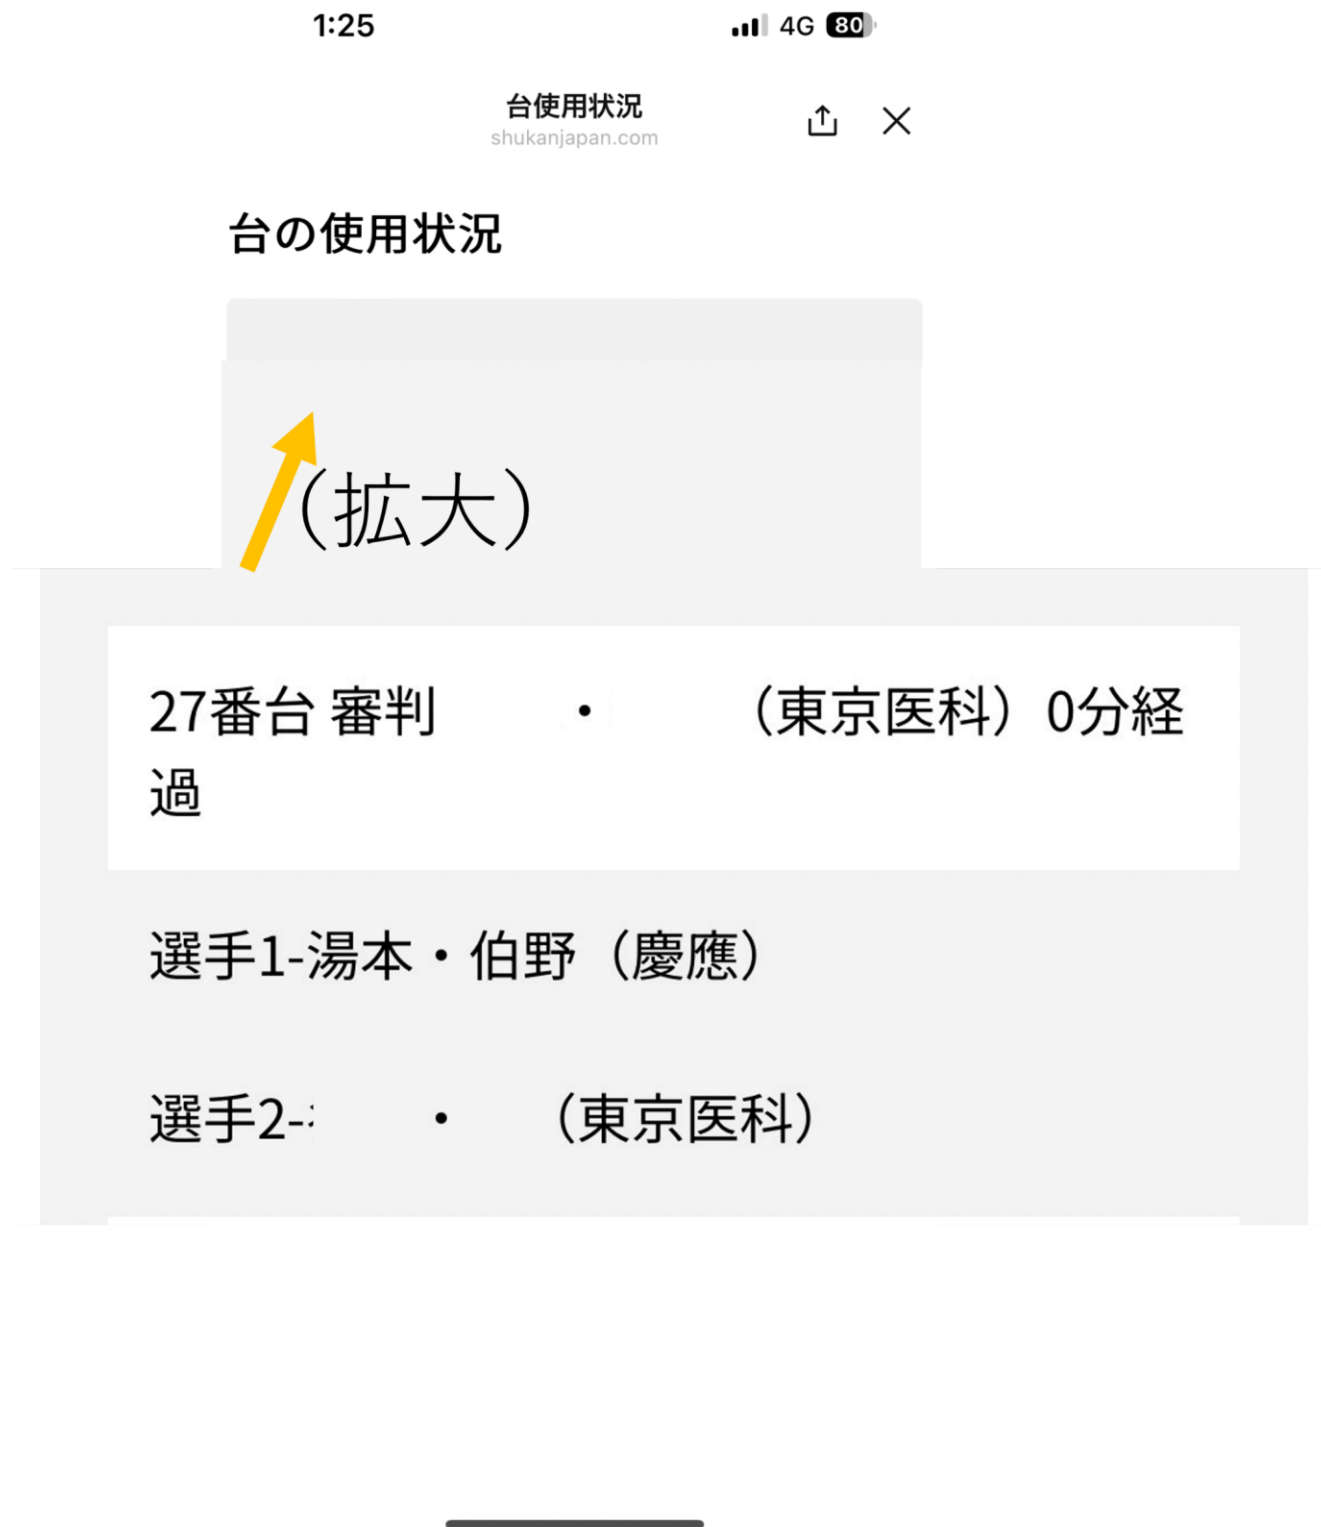 1:25 4G 80
台使用状況
shukanjapan.com
台の使用状況
（拡大）
27番台 審判 ・ （東京医科）0分経
過
選手1-湯本・伯野（慶應）
選手2- ・ （東京医科）